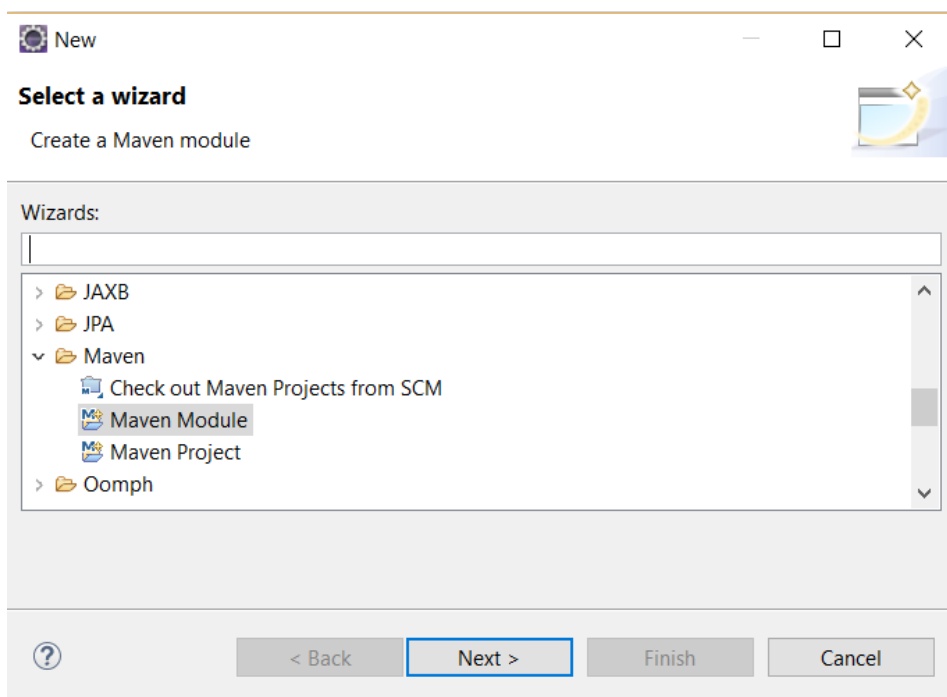 New
Select a wizard
Create a Maven module
Wizards:
JAXB
JPA
Maven
Check out Maven Projects from SCM
Maven Module
Maven Project
Oomph
?
< Back
Next >
Finish
Cancel